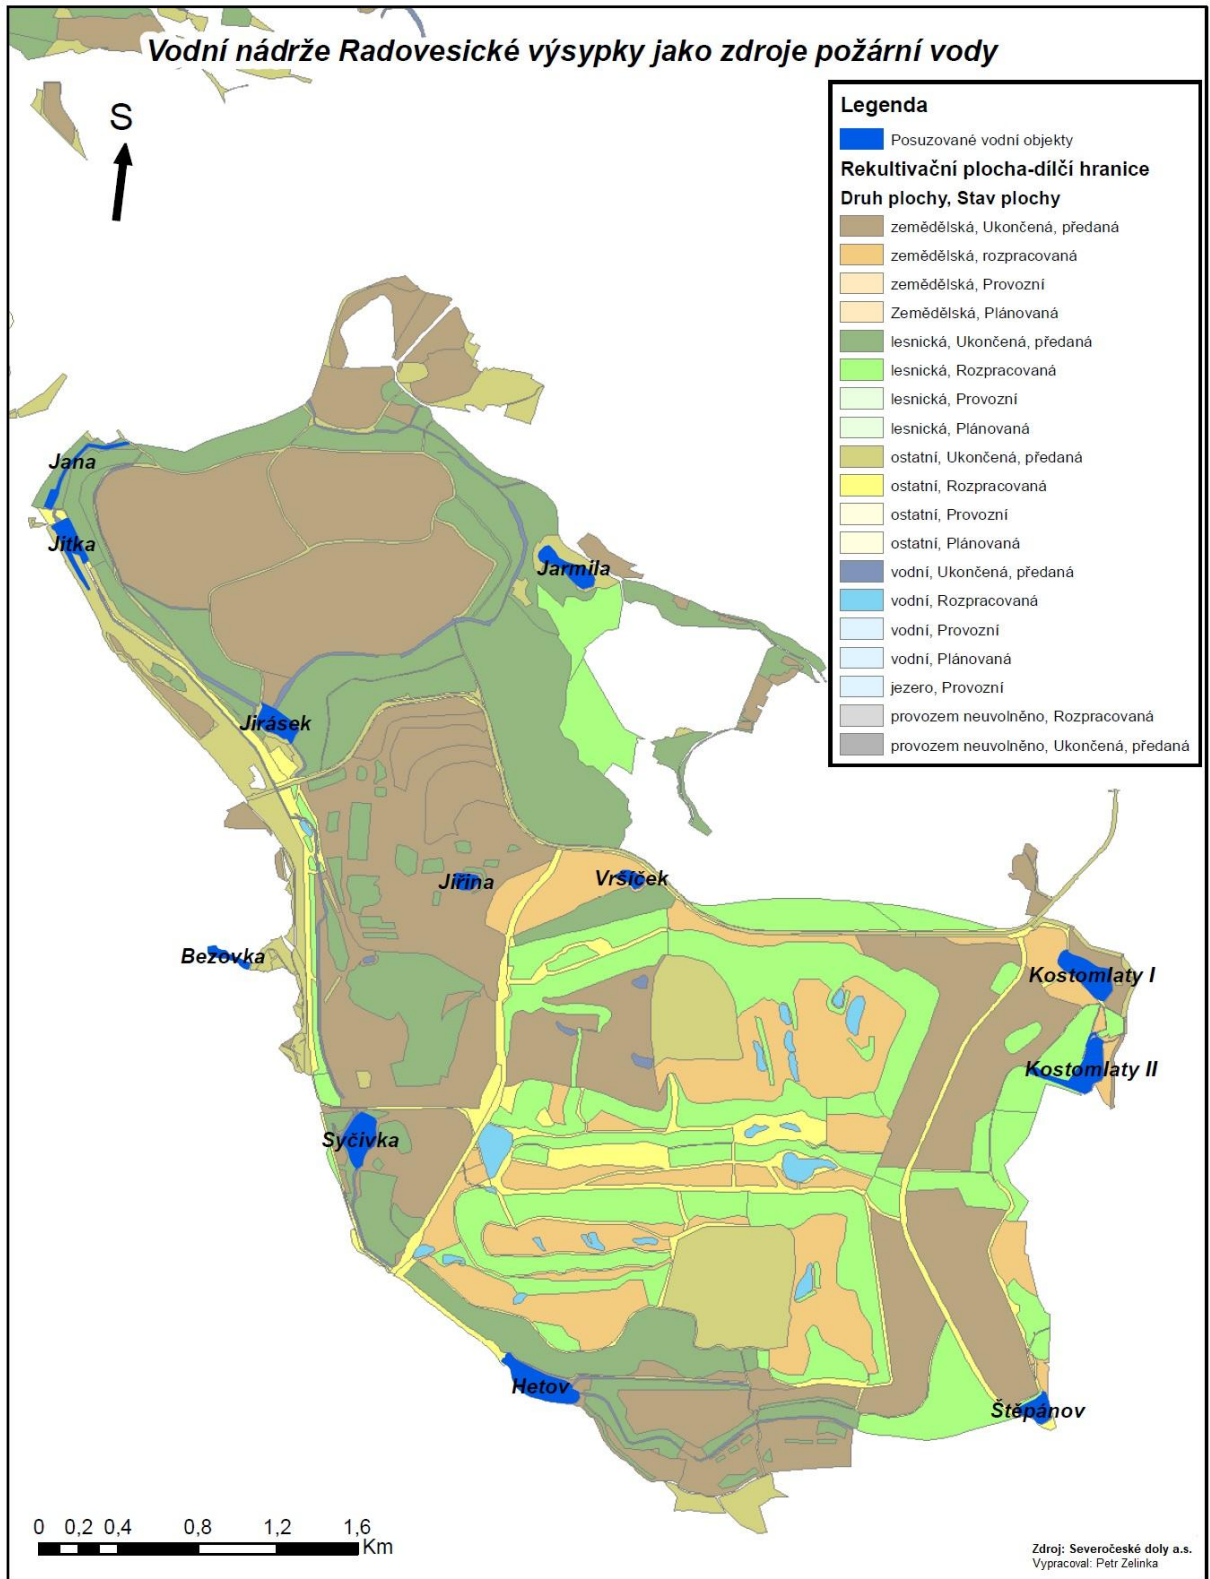 Vodní nádrže Radovesické výsypky jako zdroje požární vody
S
Legenda
Posuzované vodní objekty
Rekultivační plocha-dílčí hranice
Druh plochy, Stav plochy
zemědělská, Ukončená, předaná
zemědělská, rozpracovaná
zemědělská, Provozní
Zemědělská, Plánovaná
lesnická, Ukončená, předaná
lesnická, Rozpracovaná
lesnická, Provozní
lesnická, Plánovaná
ostatní, Ukončená, předaná
ostatní, Rozpracovaná
ostatní, Provozní
ostatní, Plánovaná
vodní, Ukončená, předaná
vodní, Rozpracovaná
vodní, Provozní
vodní, Plánovaná
jezero, Provozní
provozem neuvolněno, Rozpracovaná
provozem neuvolněno, Ukončená, předaná
Jana
Jitka
Jarmila
Jirásek
Jiřina
Vršíček
Bezovka
Kostomlaty I
Kostomlaty II
Syčivka
Hetov
Štěpánov
0 0,2 0,4 0,8 1,2 1,6
Km
Zdroj: Severočeské doly a.s.
Vypracoval: Petr Zelinka